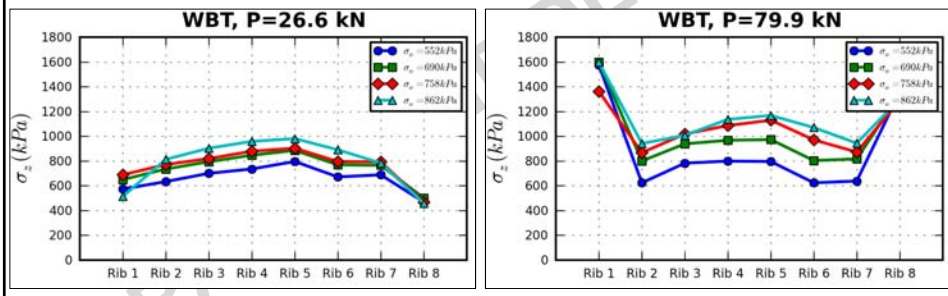 WBT, P=26.6 kN
σz (kPa)
1800
1600
1400
1200
1000
800
600
400
200
0
σo = 552kPa
σo = 690kPa
σo = 758kPa
σo = 862kPa
Rib 1 Rib 2 Rib 3 Rib 4 Rib 5 Rib 6 Rib 7 Rib 8
WBT, P=79.9 kN
σz (kPa)
1800
1600
1400
1200
1000
800
600
400
200
0
σo = 552kPa
σo = 690kPa
σo = 758kPa
σo = 862kPa
Rib 1 Rib 2 Rib 3 Rib 4 Rib 5 Rib 6 Rib 7 Rib 8